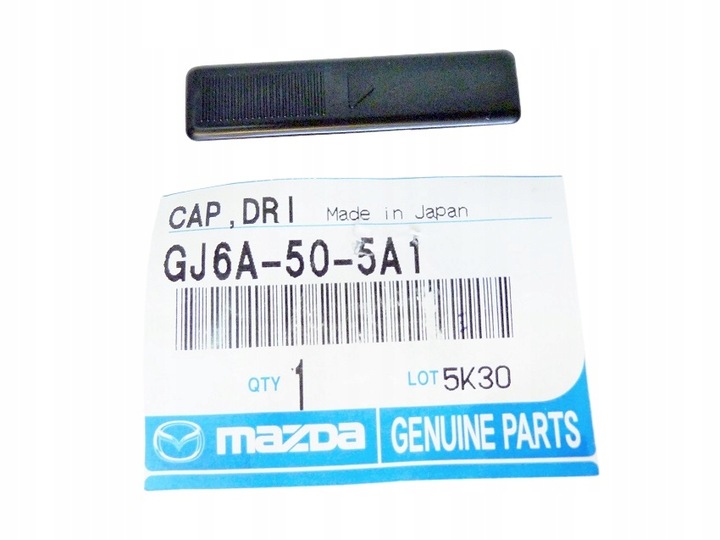 CAP, DRI Made in Japan
GJ6A-50-5A1
QTY 1 LOT 5K30
mazda GENUINE PARTS